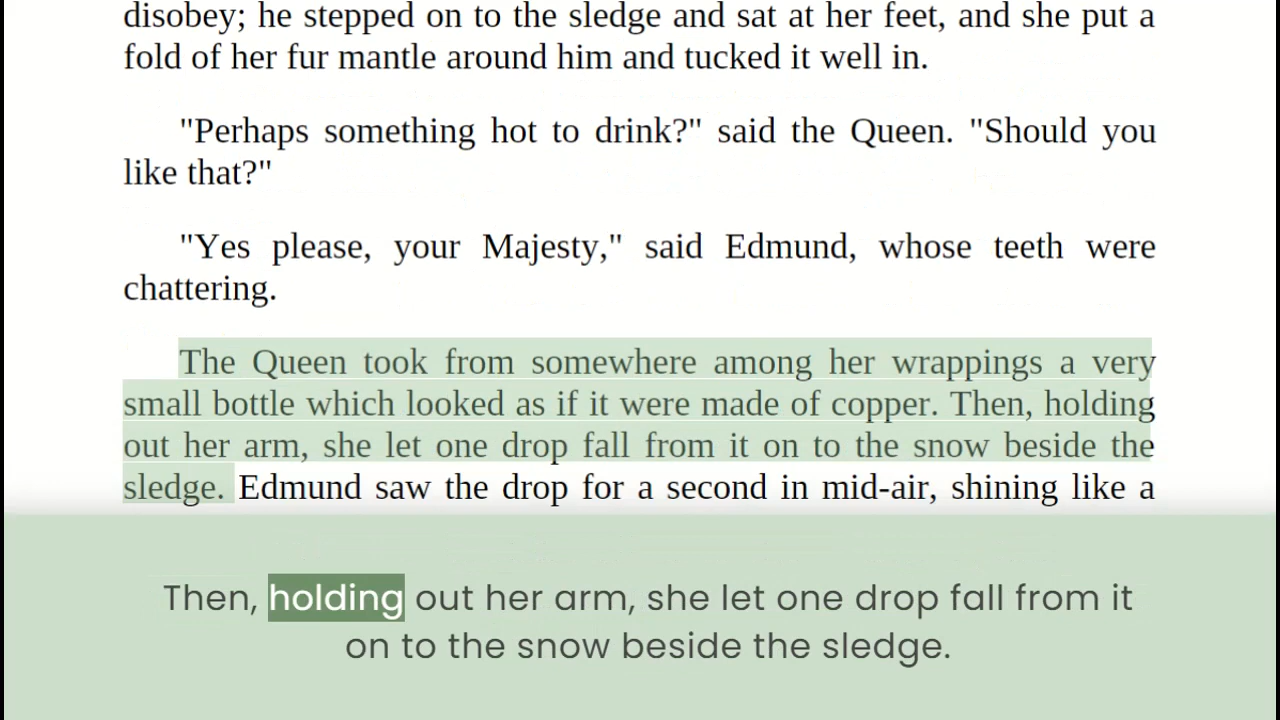 disobey; he stepped on to the sledge and sat at her feet, and she put a
fold of her fur mantle around him and tucked it well in.
"Perhaps something hot to drink?" said the Queen. "Should you
like that?"
"Yes please, your Majesty," said Edmund, whose teeth were
chattering.
The Queen took from somewhere among her wrappings a very
small bottle which looked as if it were made of copper. Then, holding
out her arm, she let one drop fall from it on to the snow beside the
sledge. Edmund saw the drop for a second in mid-air, shining like a
Then, holding out her arm, she let one drop fall from it
on to the snow beside the sledge.